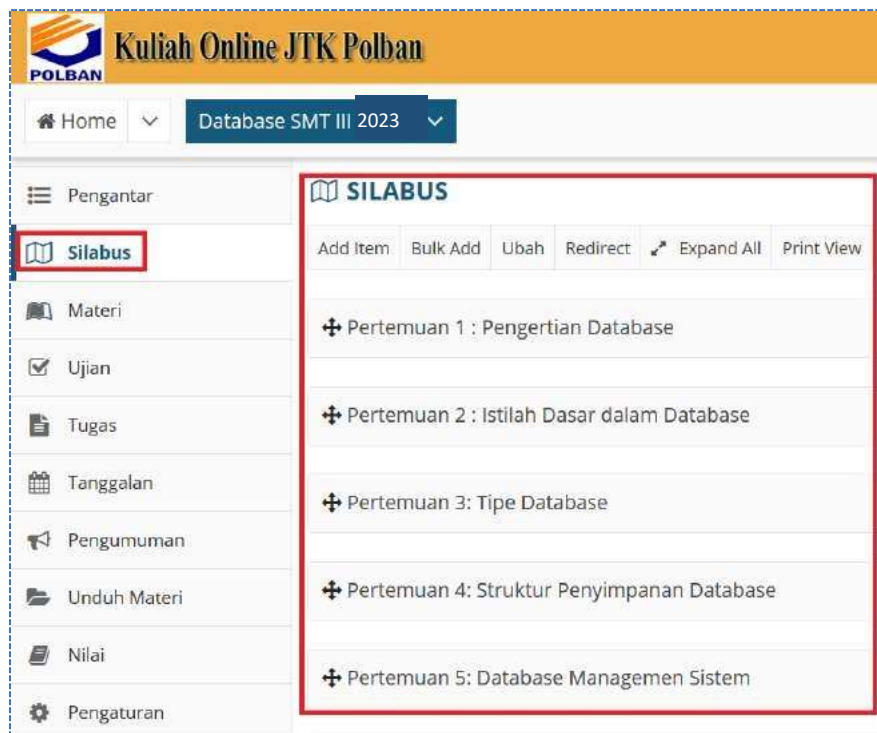 POLBAN
Kuliah Online JTK Polban
Home
Database SMT III 2023
Pengantar
Silabus
Materi
Ujian
Tugas
Tanggalan
Pengumuman
Unduh Materi
Nilai
Pengaturan
SILABUS
Add Item Bulk Add Ubah Redirect Expand All Print View
Pertemuan 1 : Pengertian Database
Pertemuan 2 : Istilah Dasar dalam Database
Pertemuan 3: Tipe Database
Pertemuan 4: Struktur Penyimpanan Database
Pertemuan 5: Database Managemen Sistem